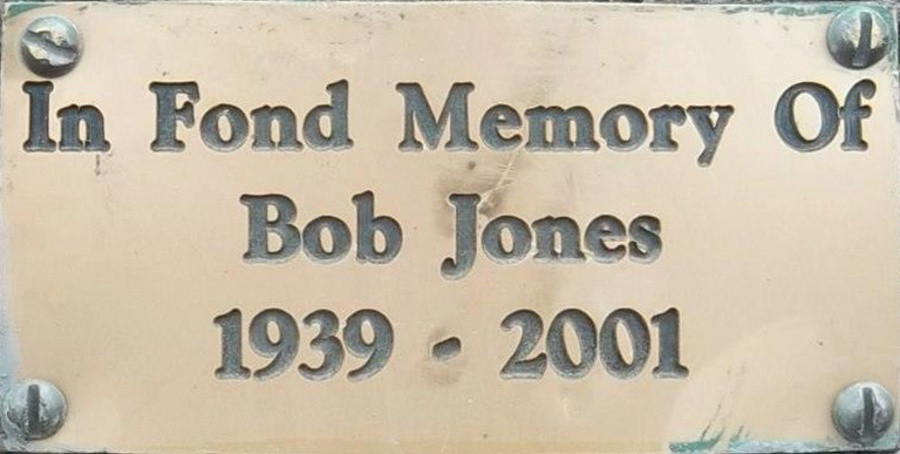 In Fond Memory Of
Bob Jones
1939 - 2001